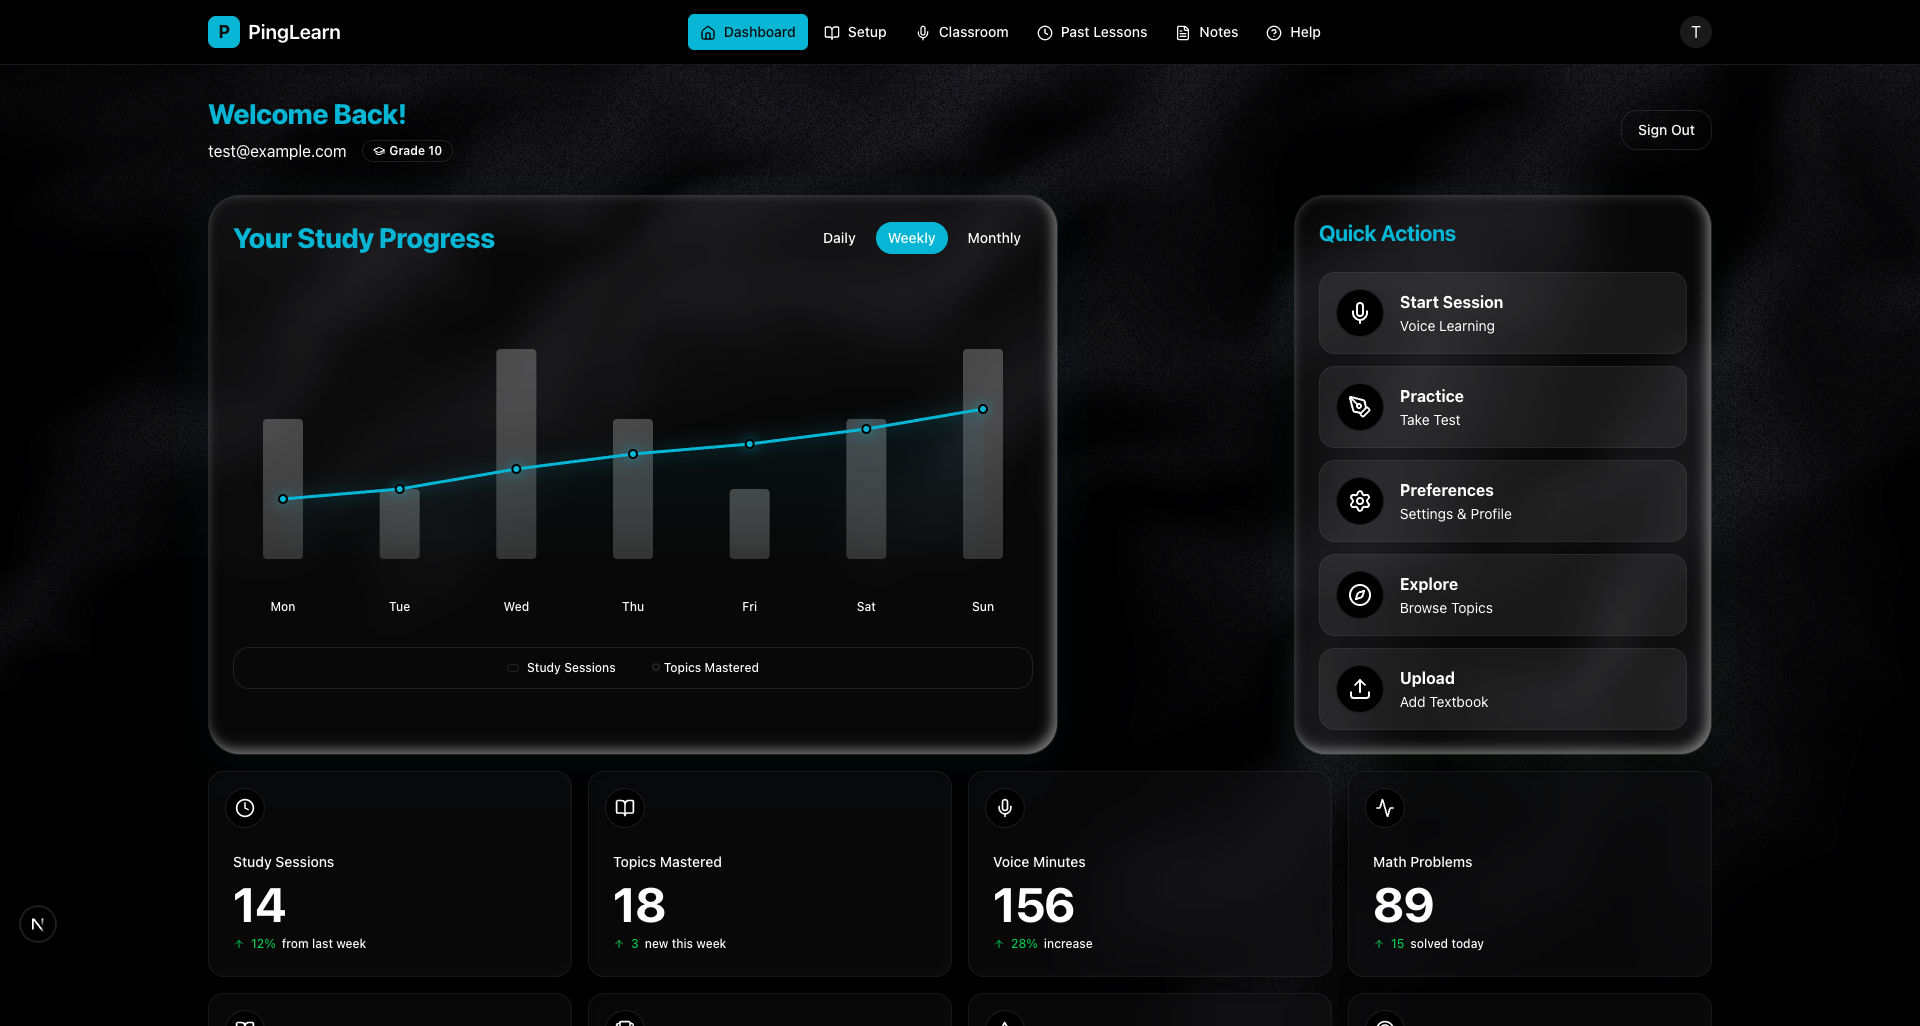 P PingLearn
Dashboard Setup Classroom Past Lessons Notes Help
T
Welcome Back!
test@example.com Grade 10
Sign Out
Your Study Progress
Daily Weekly Monthly
Mon Tue Wed Thu Fri Sat Sun
Study Sessions Topics Mastered
Quick Actions
Start Session
Voice Learning
Practice
Take Test
Preferences
Settings & Profile
Explore
Browse Topics
Upload
Add Textbook
Study Sessions
14
12% from last week
Topics Mastered
18
3 new this week
Voice Minutes
156
28% increase
Math Problems
89
15 solved today
N